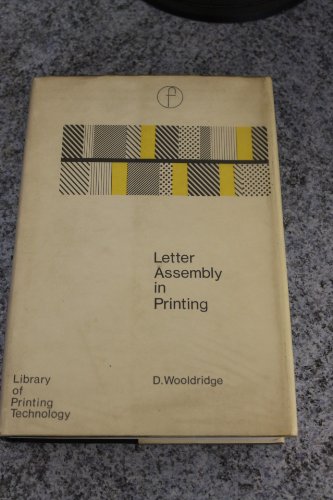 f
Letter
Assembly
in
Printing
Library
of
Printing
Technology
D.Wooldridge